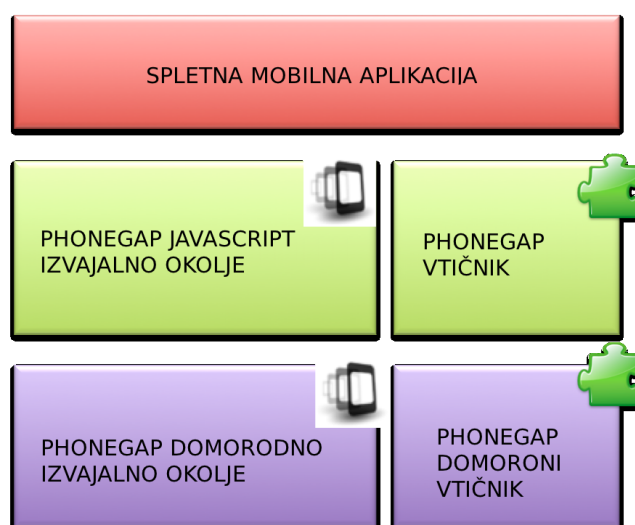 SPLETNA MOBILNA APLIKACIJA
PHONEGAP JAVASCRIPT
IZVAJALNO OKOLJE
PHONEGAP
VTIČNIK
PHONEGAP DOMORODNO
IZVAJALNO OKOLJE
PHONEGAP
DOMORONI
VTIČNIK